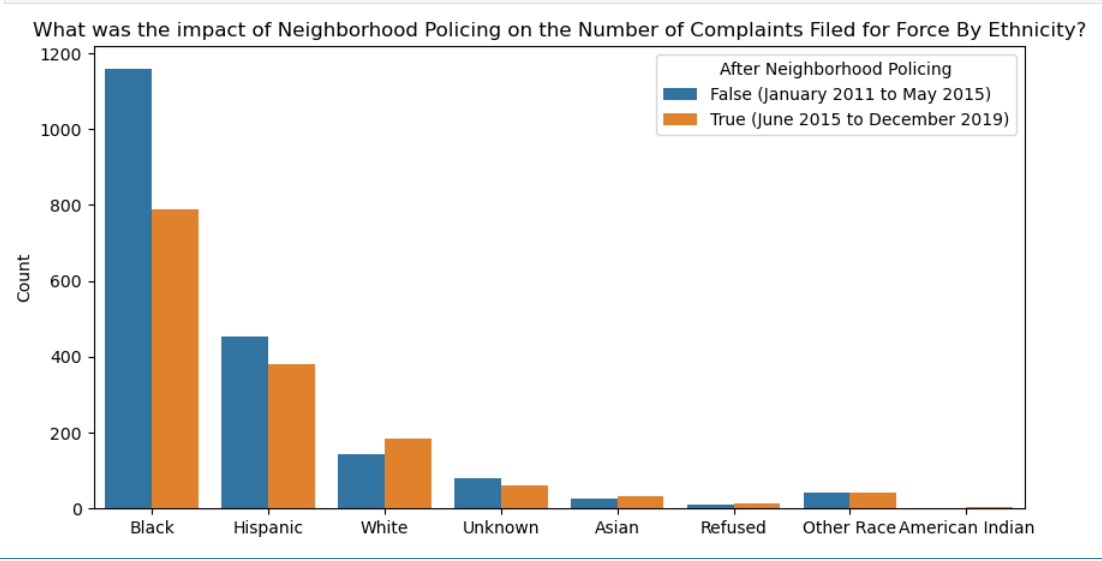 What was the impact of Neighborhood Policing on the Number of Complaints Filed for Force By Ethnicity?
After Neighborhood Policing
False (January 2011 to May 2015)
True (June 2015 to December 2019)
1200
1000
800
600
400
200
0
Count
Black Hispanic White Unknown Asian Refused Other Race American Indian